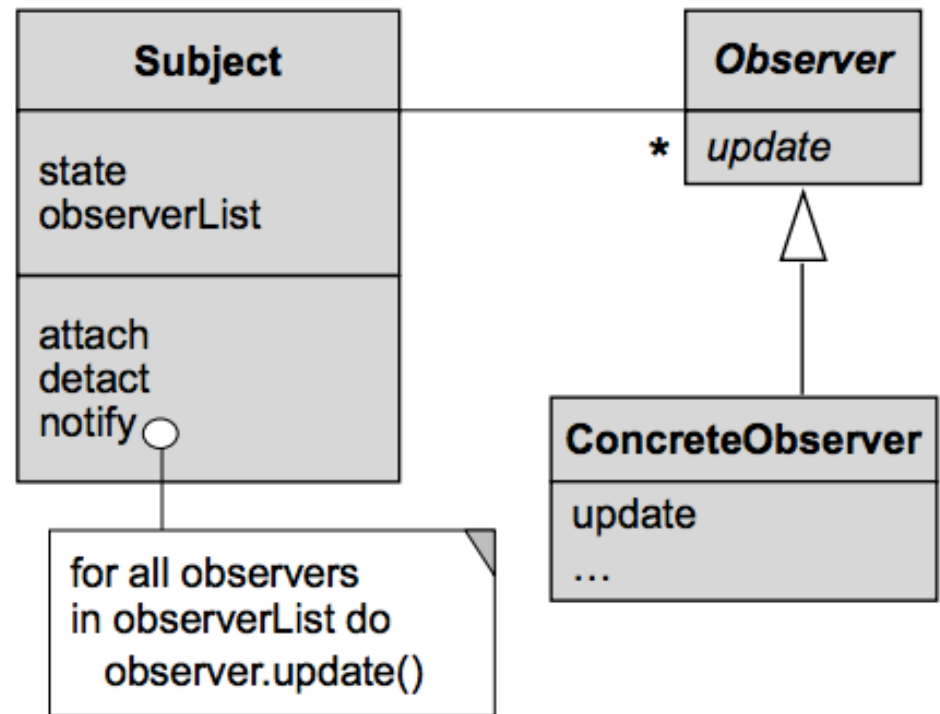 Subject
state
observerList
attach
detact
notify
for all observers
in observerList do
observer.update()
Observer
*
update
ConcreteObserver
update
…